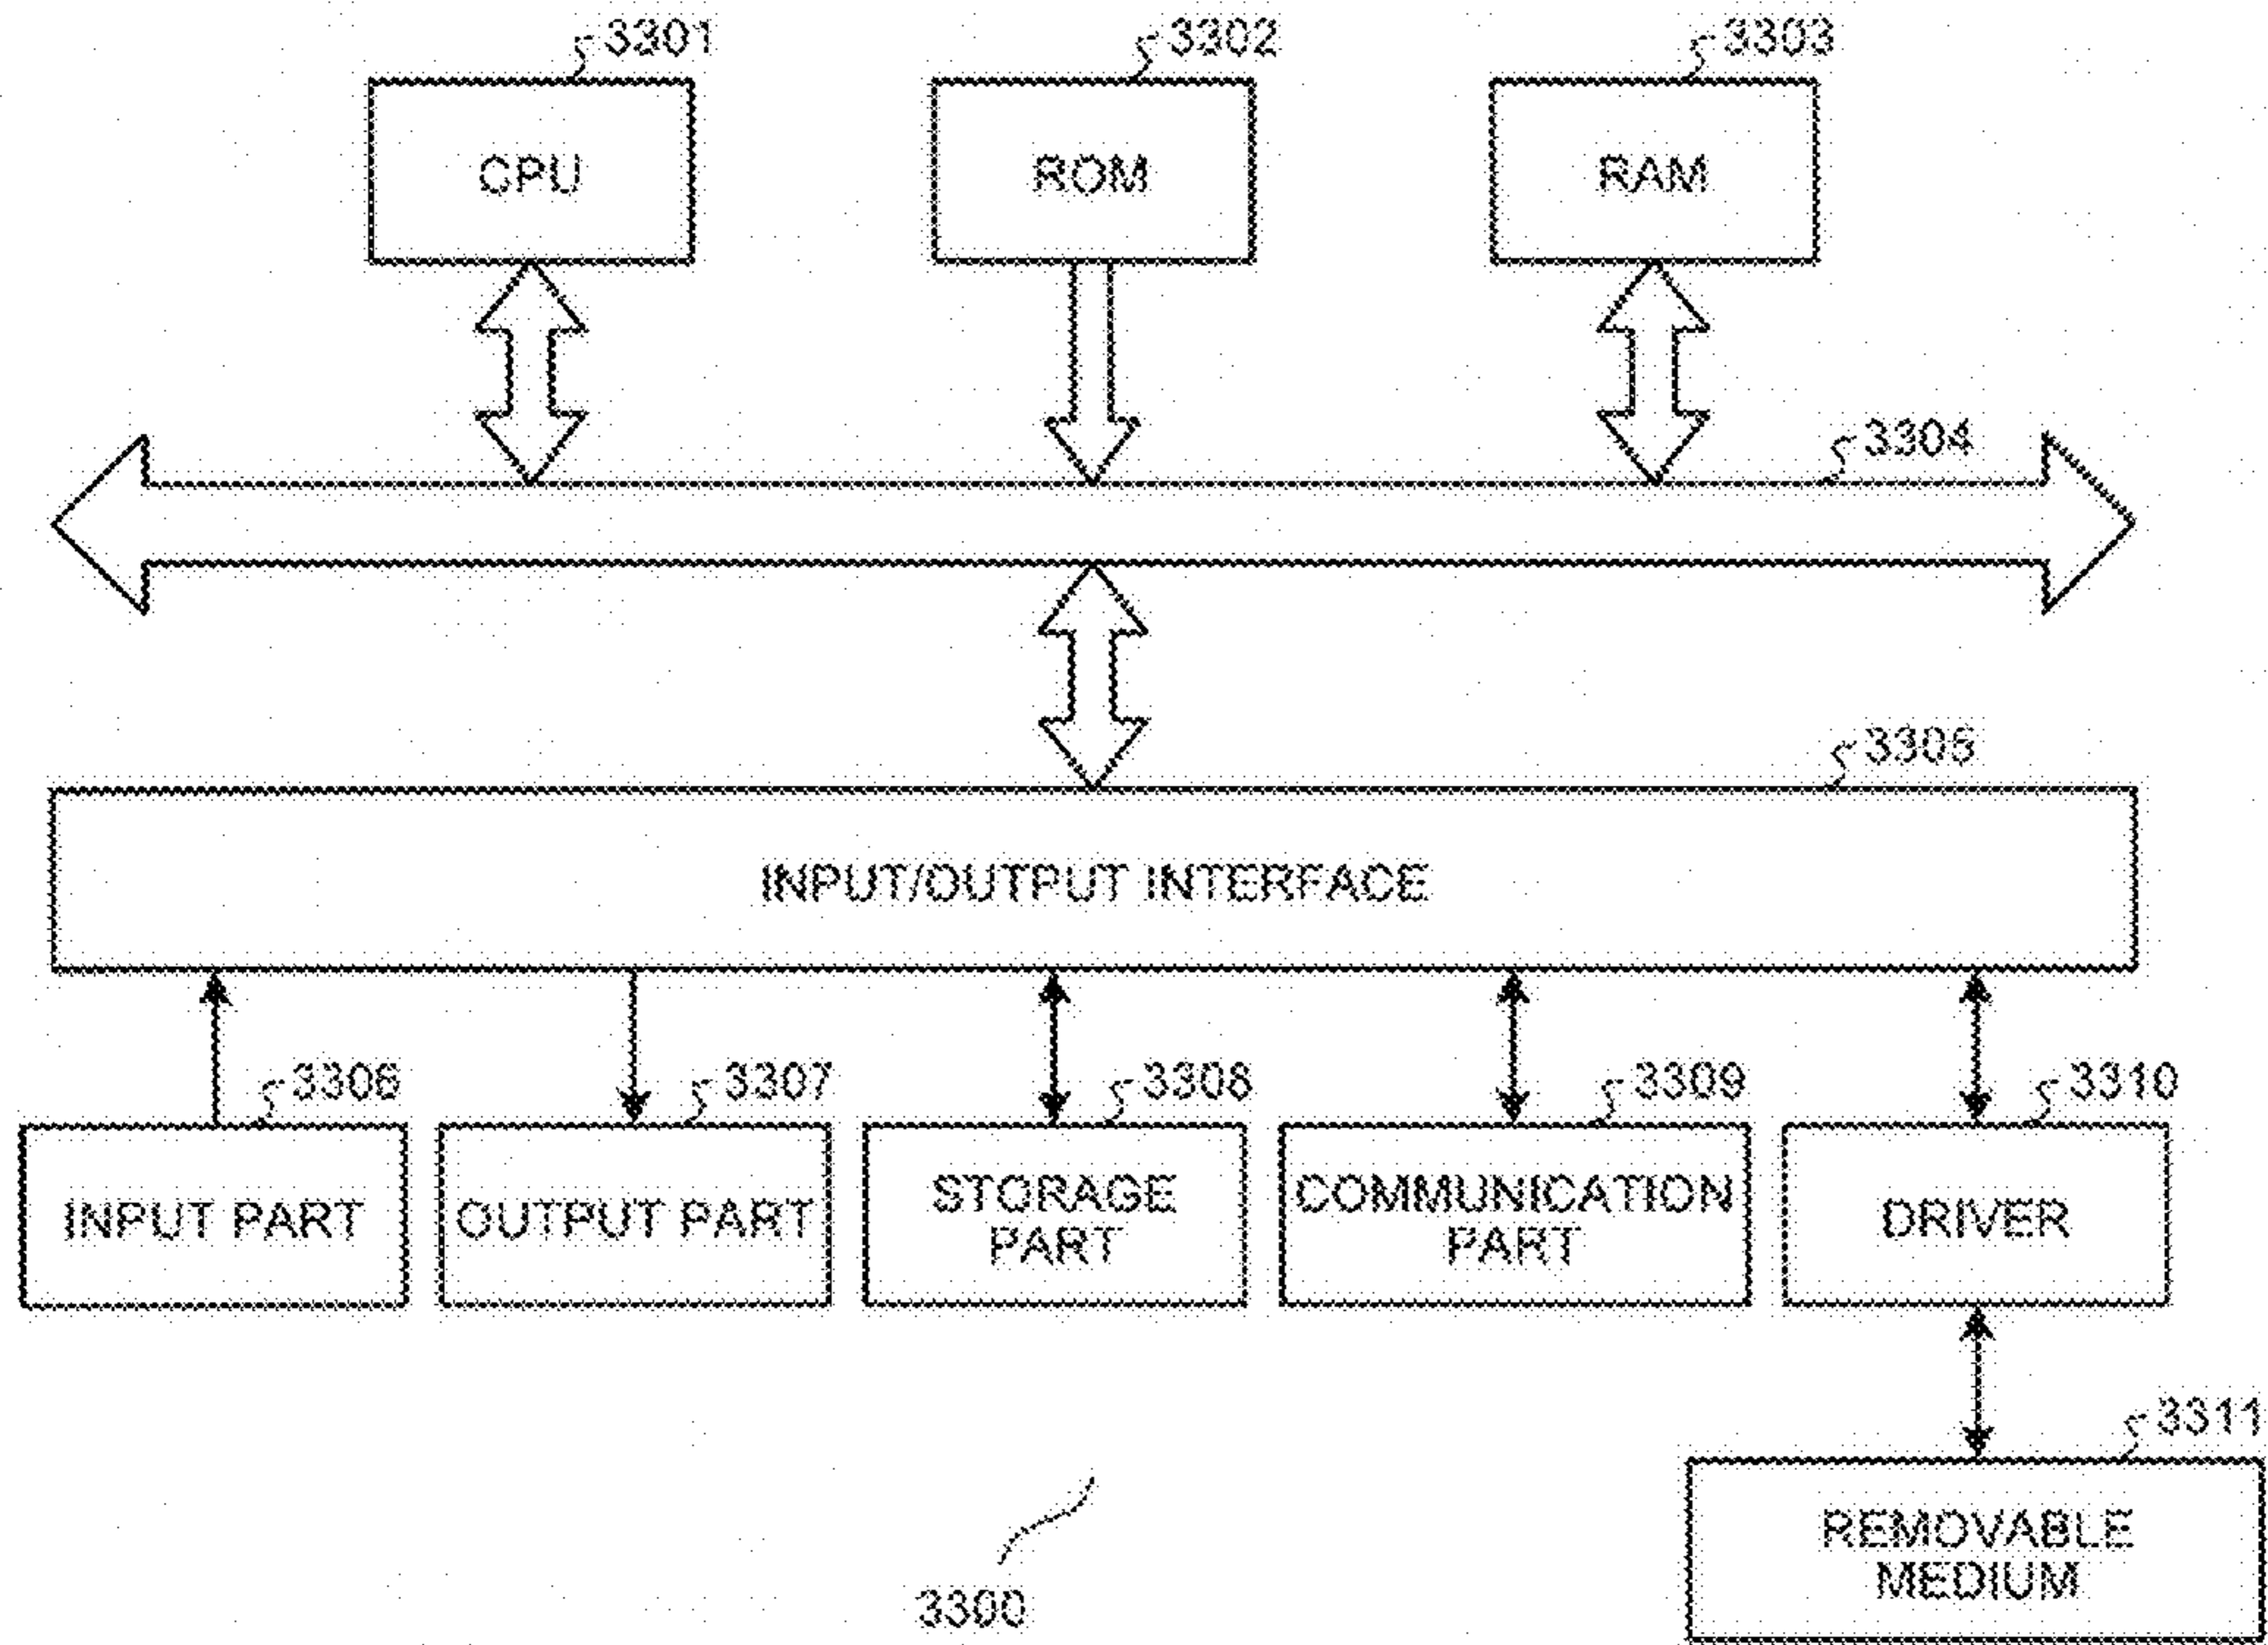 3301
3302
3303
CPU
ROM
RAM
3304
3305
INPUT/OUTPUT INTERFACE
3306
3307
3308
3309
3310
INPUT PART
OUTPUT PART
STORAGE
PART
COMMUNICATION
PART
DRIVER
3311
REMOVABLE
MEDIUM
3300